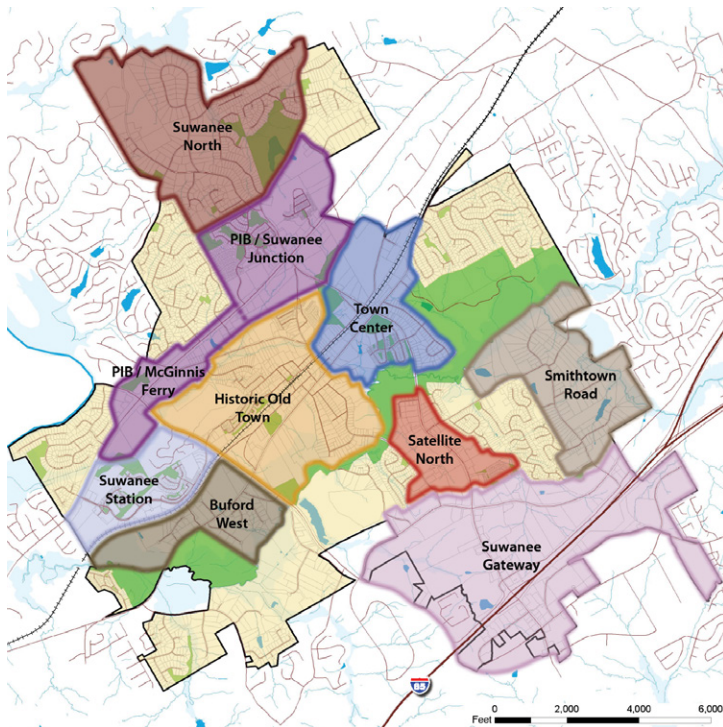 Suwanee
North
PIB / Suwanee
Junction
Town
Center
PIB / McGinnis
Ferry
Historic Old
Town
Smithtown
Road
Satellite
North
Suwanee
Station
Buford
West
Suwanee
Gateway
85
0 2,000 4,000 6,000
Feet